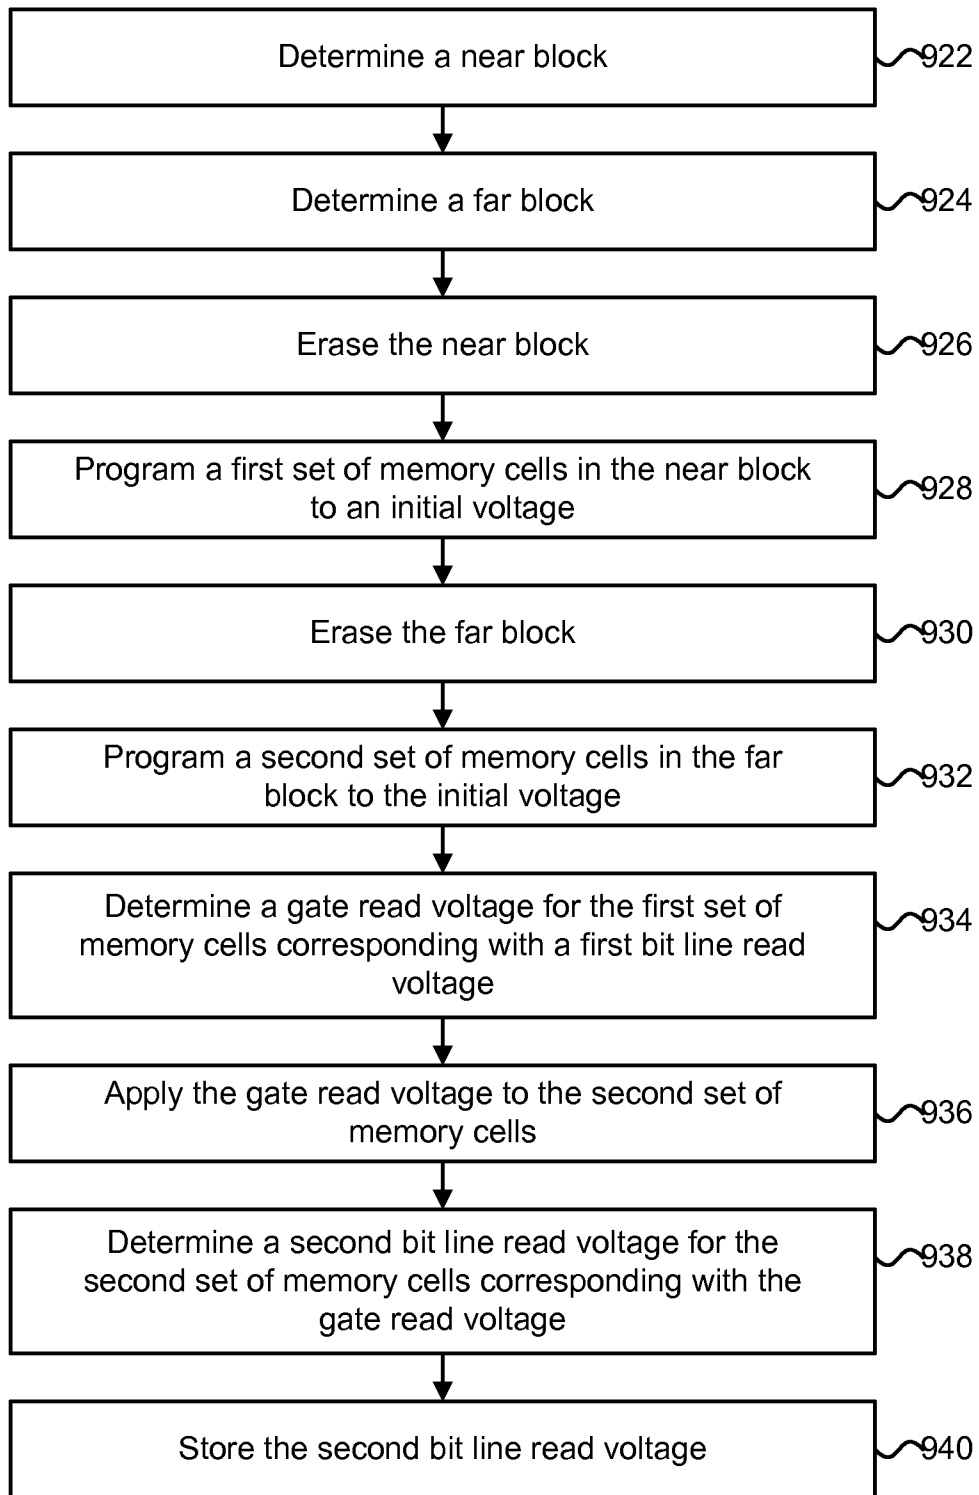 Determine a near block
922
Determine a far block
924
Erase the near block
926
Program a first set of memory cells in the near block
to an initial voltage
928
Erase the far block
930
Program a second set of memory cells in the far
block to the initial voltage
932
Determine a gate read voltage for the first set of
memory cells corresponding with a first bit line read
voltage
934
Apply the gate read voltage to the second set of
memory cells
936
Determine a second bit line read voltage for the
second set of memory cells corresponding with the
gate read voltage
938
Store the second bit line read voltage
940